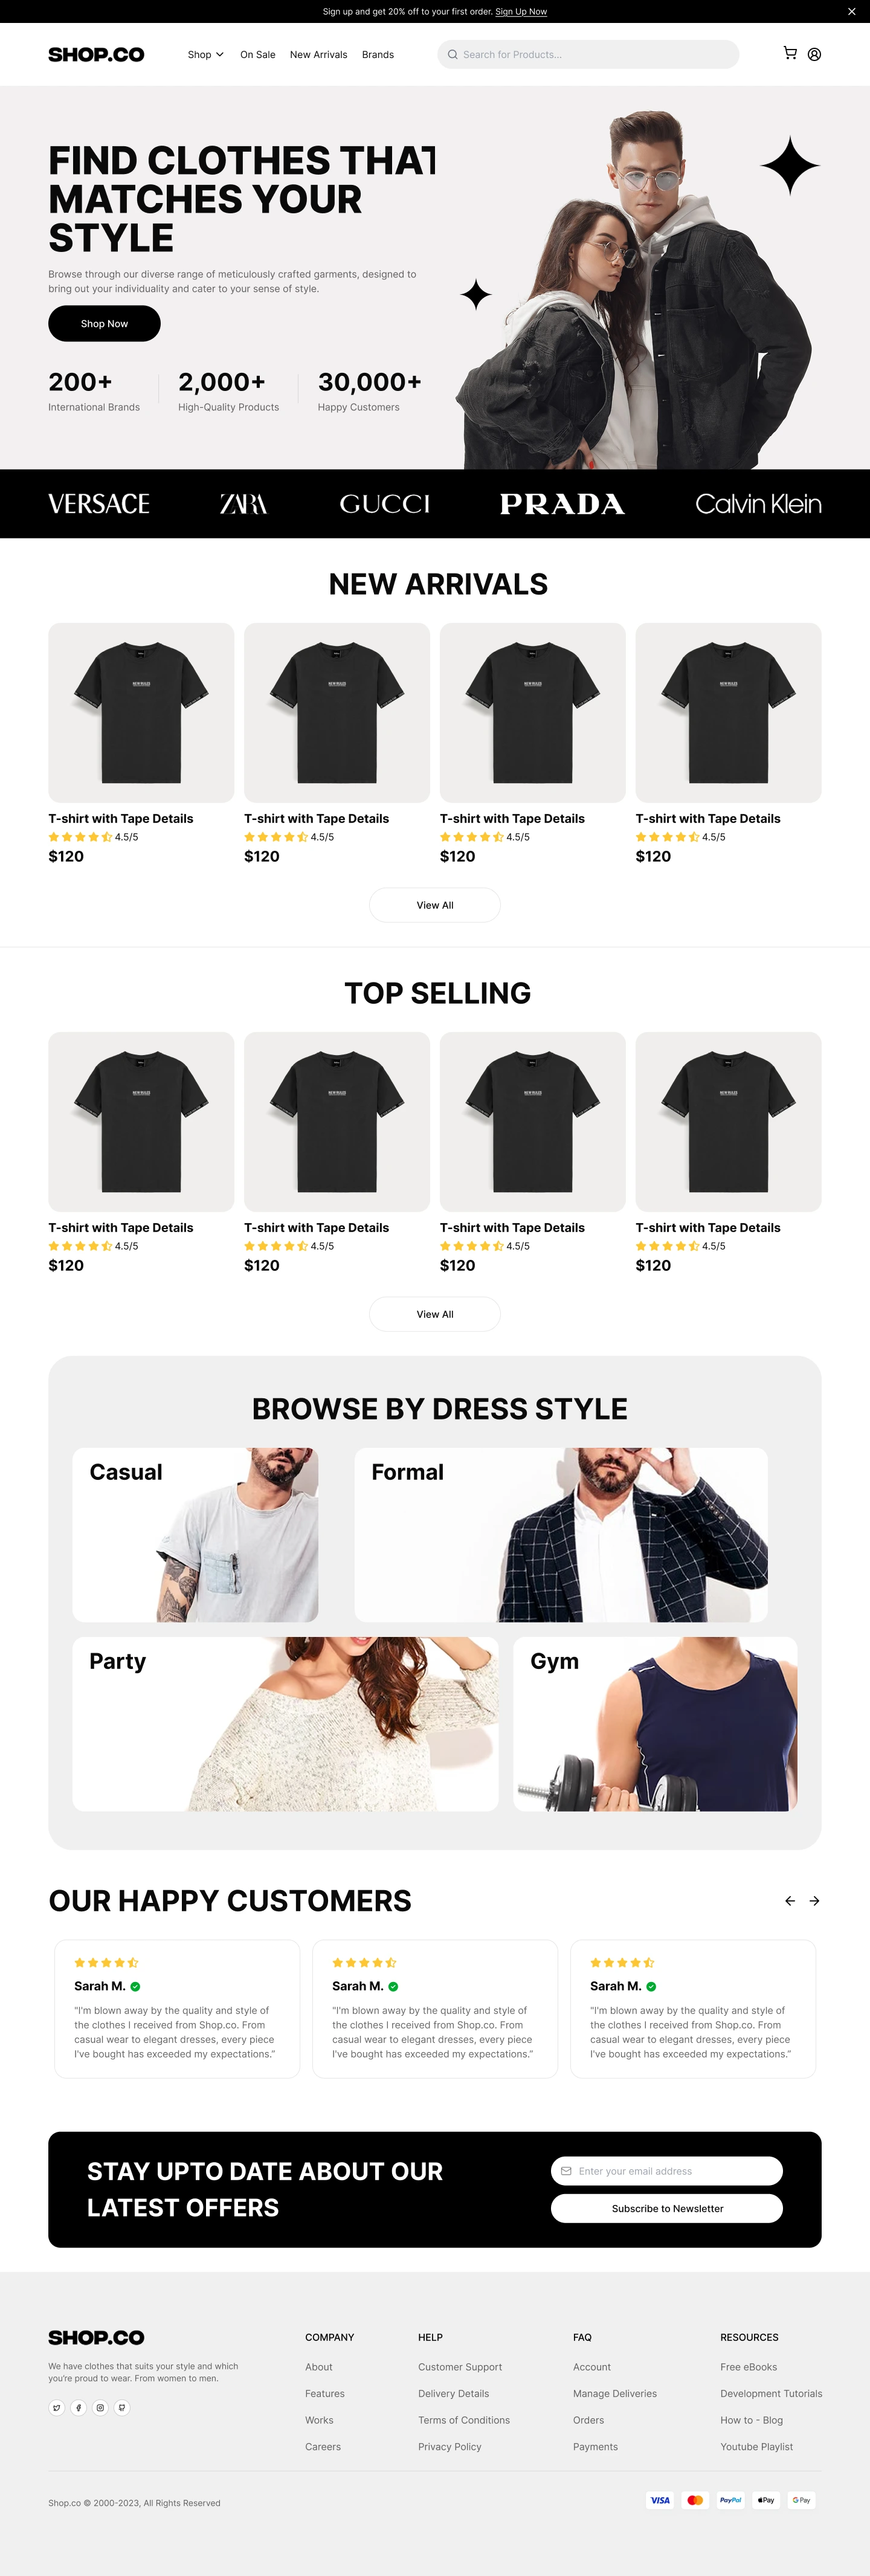 Sign up and get 20% off to your first order. Sign Up Now
SHOP.CO
Shop
On Sale
New Arrivals
Brands
Search for Products...
FIND CLOTHES THAT
MATCHES YOUR
STYLE
Browse through our diverse range of meticulously crafted garments, designed to
bring out your individuality and cater to your sense of style.
Shop Now
200+
International Brands
2,000+
High-Quality Products
30,000+
Happy Customers
VERSACE
ZARA
GUCCI
PRADA
Calvin Klein
NEW ARRIVALS
T-shirt with Tape Details
4.5/5
$120
T-shirt with Tape Details
4.5/5
$120
T-shirt with Tape Details
4.5/5
$120
T-shirt with Tape Details
4.5/5
$120
View All
TOP SELLING
T-shirt with Tape Details
4.5/5
$120
T-shirt with Tape Details
4.5/5
$120
T-shirt with Tape Details
4.5/5
$120
T-shirt with Tape Details
4.5/5
$120
View All
BROWSE BY DRESS STYLE
Casual
Formal
Party
Gym
OUR HAPPY CUSTOMERS
Sarah M.
"I'm blown away by the quality and style of
the clothes I received from Shop.co. From
casual wear to elegant dresses, every piece
I've bought has exceeded my expectations."
Sarah M.
"I'm blown away by the quality and style of
the clothes I received from Shop.co. From
casual wear to elegant dresses, every piece
I've bought has exceeded my expectations."
Sarah M.
"I'm blown away by the quality and style of
the clothes I received from Shop.co. From
casual wear to elegant dresses, every piece
I've bought has exceeded my expectations."
STAY UPTO DATE ABOUT OUR
LATEST OFFERS
Enter your email address
Subscribe to Newsletter
SHOP.CO
We have clothes that suits your style and which
you're proud to wear. From women to men.
COMPANY
About
Features
Works
Careers
HELP
Customer Support
Delivery Details
Terms of Conditions
Privacy Policy
FAQ
Account
Manage Deliveries
Orders
Payments
RESOURCES
Free eBooks
Development Tutorials
How to - Blog
Youtube Playlist
Shop.co © 2000-2023, All Rights Reserved
VISA
PayPal
Pay
G Pay